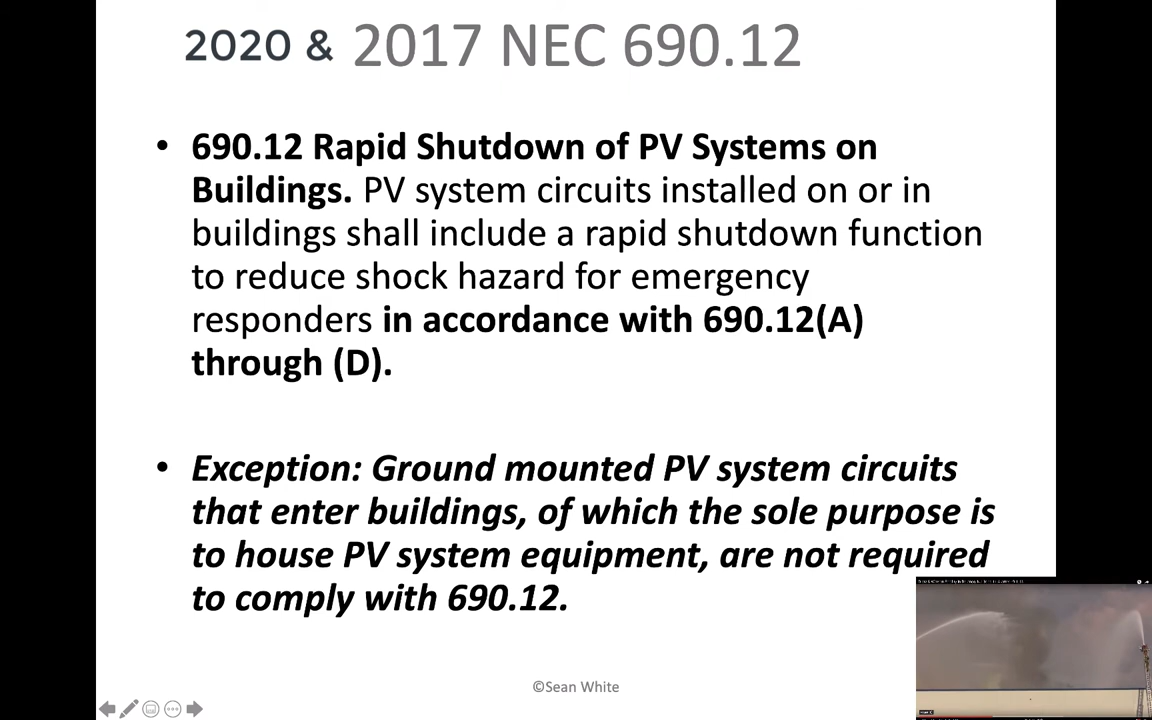 2020 & 2017 NEC 690.12
• 690.12 Rapid Shutdown of PV Systems on
Buildings. PV system circuits installed on or in
buildings shall include a rapid shutdown function
to reduce shock hazard for emergency
responders in accordance with 690.12(A)
through (D).
• Exception: Ground mounted PV system circuits
that enter buildings, of which the sole purpose is
to house PV system equipment, are not required
to comply with 690.12.
©Sean White